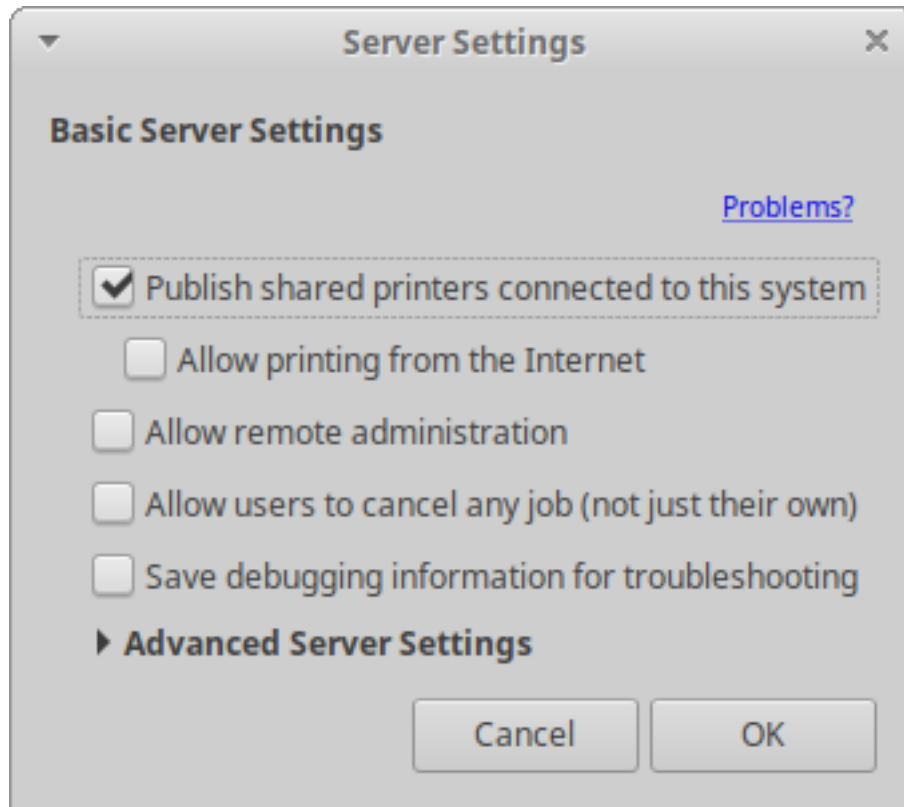 Server Settings
Basic Server Settings
Problems?
Publish shared printers connected to this system
Allow printing from the Internet
Allow remote administration
Allow users to cancel any job (not just their own)
Save debugging information for troubleshooting
Advanced Server Settings
Cancel OK